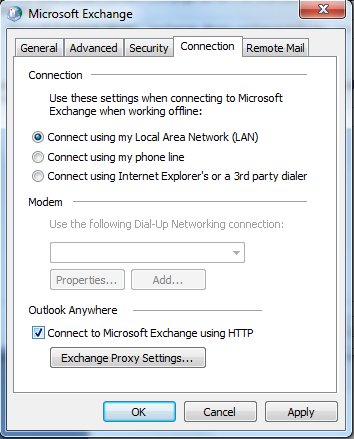 Microsoft Exchange
General Advanced Security Connection Remote Mail
Connection
Use these settings when connecting to Microsoft
Exchange when working offline:
Connect using my Local Area Network (LAN)
Connect using my phone line
Connect using Internet Explorer's or a 3rd party dialer
Modem
Use the following Dial-Up Networking connection:
Properties... Add...
Outlook Anywhere
Connect to Microsoft Exchange using HTTP
Exchange Proxy Settings...
OK Cancel Apply